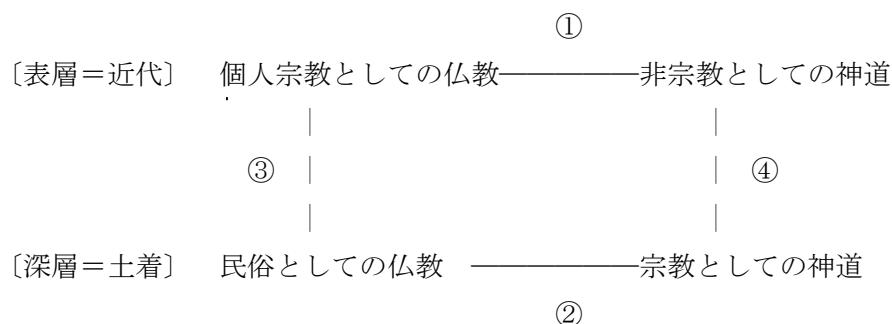 ①
〔表層＝近代〕 個人宗教としての仏教―――――非宗教としての神道
③ ④
〔深層＝土着〕 民俗としての仏教 ――――――宗教としての神道
②